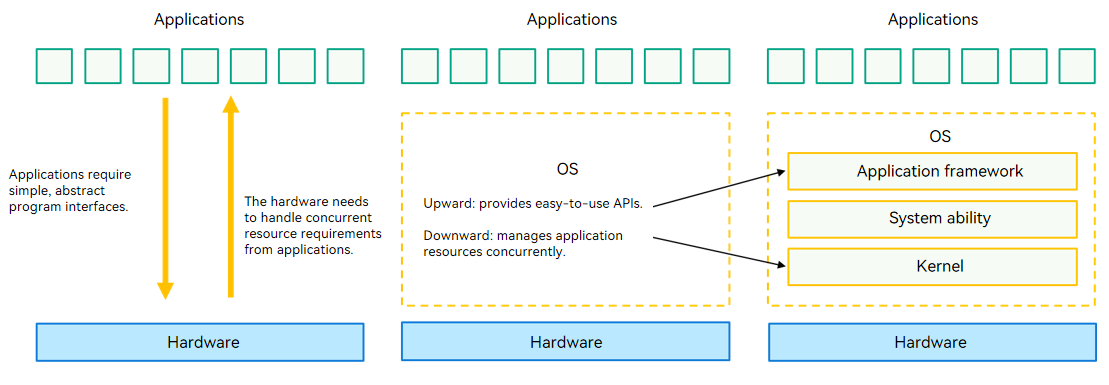 Applications
Applications require
simple, abstract
program interfaces.
The hardware needs
to handle concurrent
resource requirements
from applications.
Hardware
Applications
OS
Upward: provides easy-to-use APIs.
Downward: manages application
resources concurrently.
Hardware
Applications
OS
Application framework
System ability
Kernel
Hardware